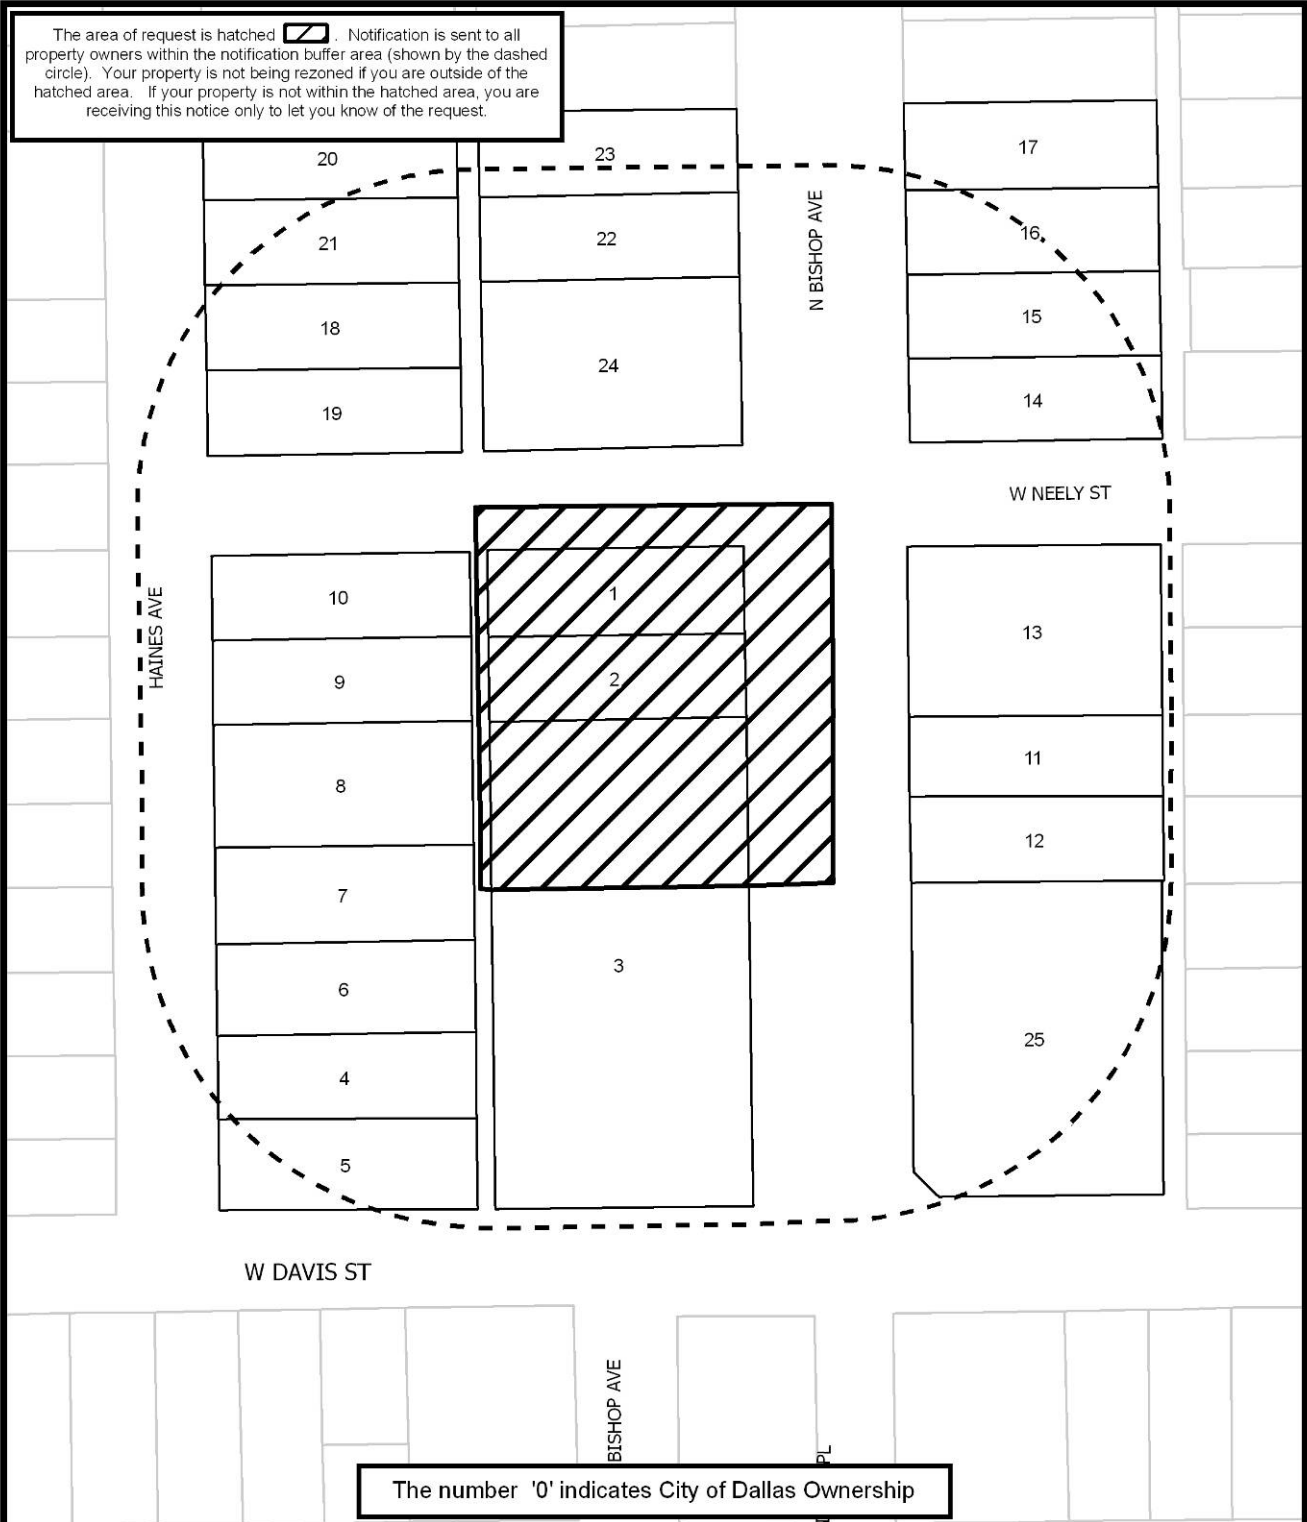 The area of request is hatched . Notification is sent to all
property owners within the notification buffer area (shown by the dashed
circle). Your property is not being rezoned if you are outside of the
hatched area. If your property is not within the hatched area, you are
receiving this notice only to let you know of the request.
20
23
17
21
22
N BISHOP AVE
16
18
24
15
19
14
W NEELY ST
10
1
HAINES AVE
13
9
2
11
8
12
7
3
6
25
4
5
W DAVIS ST
BISHOP AVE
PL
The number '0' indicates City of Dallas Ownership